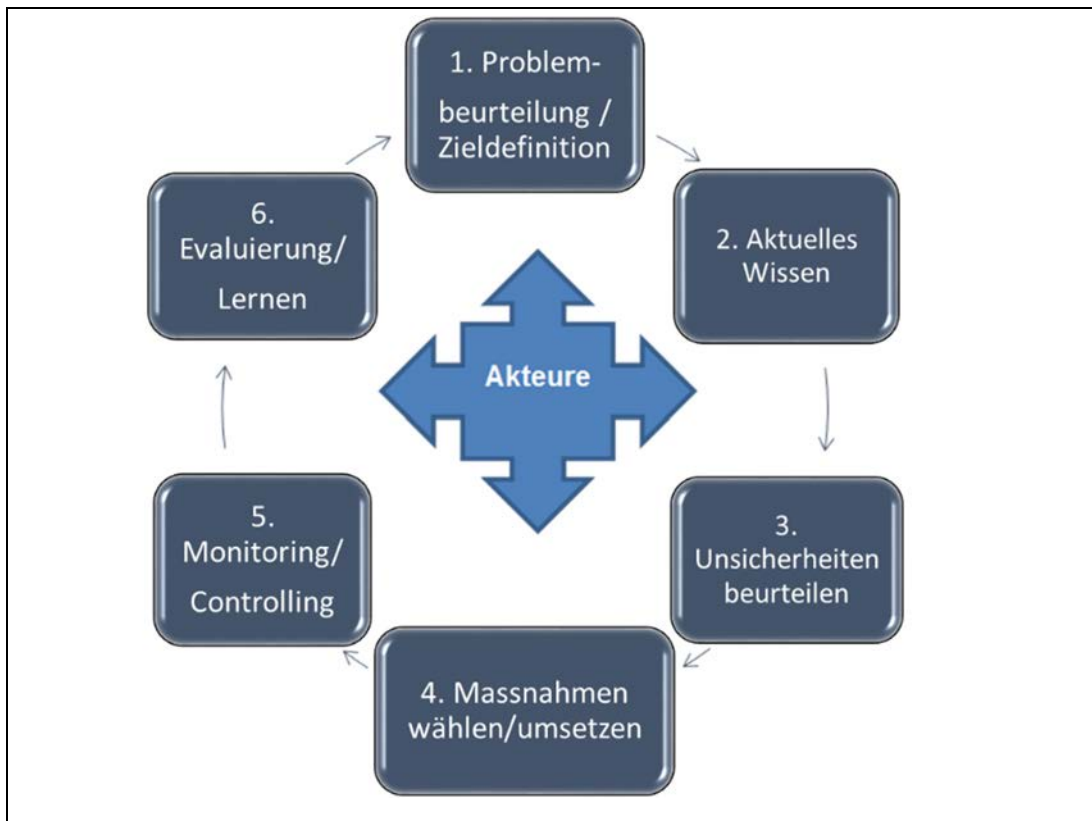 1. Problem-
beurteilung /
Zieldefinition
2. Aktuelles
Wissen
3.
Unsicherheiten
beurteilen
4. Massnahmen
wählen/umsetzen
5.
Monitoring/
Controlling
6.
Evaluierung/
Lernen
Akteure